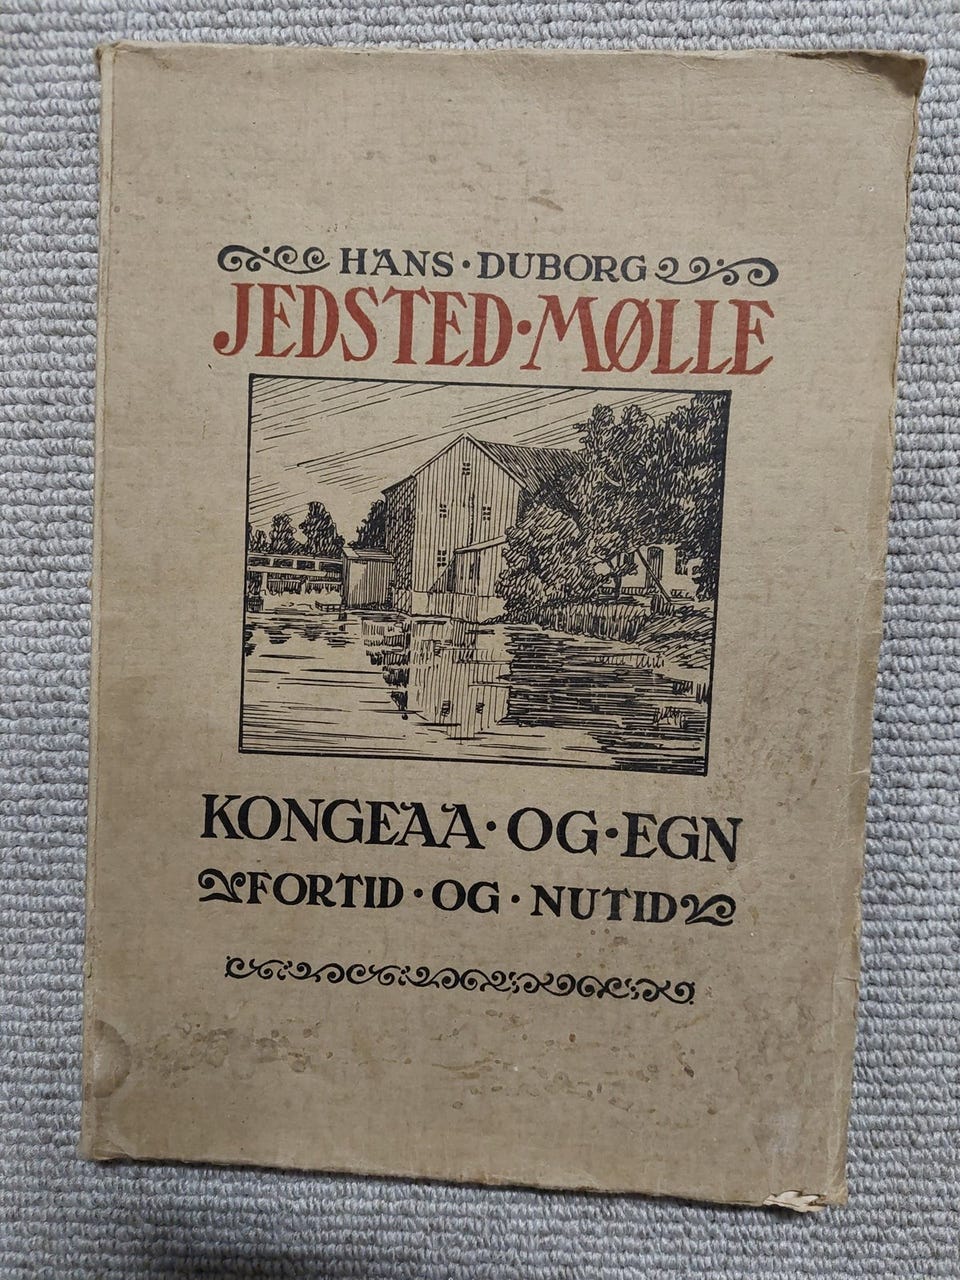 HANS · DUBORG
JEDSTED · MØLLE
KONGEAA · OG · EGN
FORTID · OG · NUTID